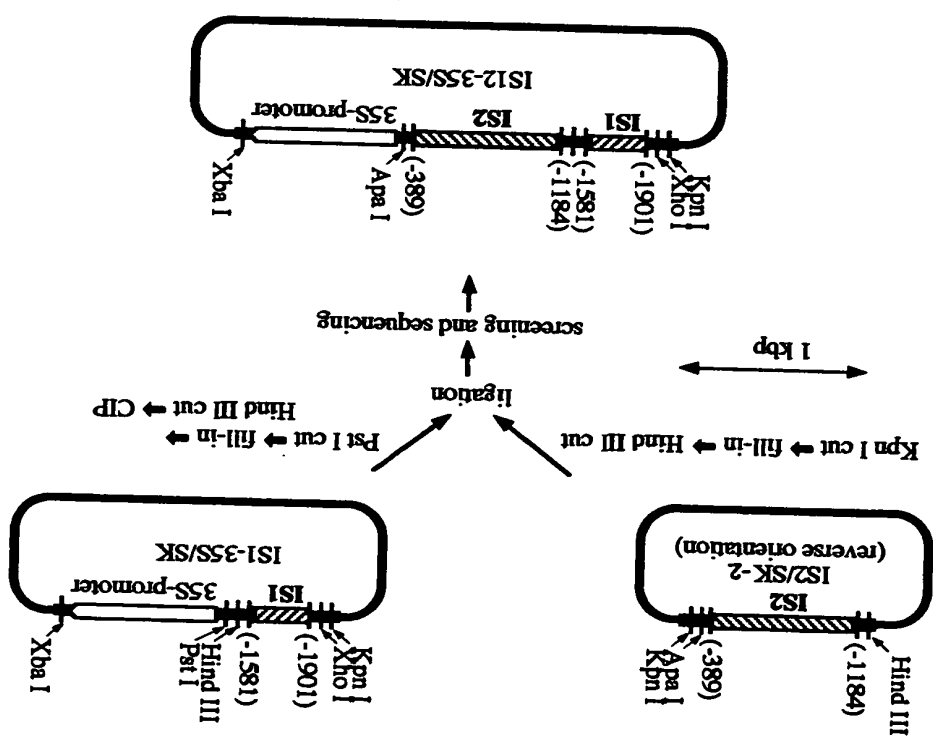 Hind III
(-1184)
(-389)
Apa I
Kpn I
IS2
IS2/SK-2
(reverse orientation)
Kpn I
Xho I
(-1901)
(-1581)
Hind III
Pst I
Xba I
IS1
35S-promoter
IS1-35S/SK
Kpn I cut → fill-in → Hind III cut
Pst I cut → fill-in →
Hind III cut → CIP
1 kbp
ligation
screening and sequencing
Kpn I
Xho I
(-1901)
(-1581)
(-1184)
(-389)
Apa I
Xba I
IS1
IS2
35S-promoter
IS12-35S/SK